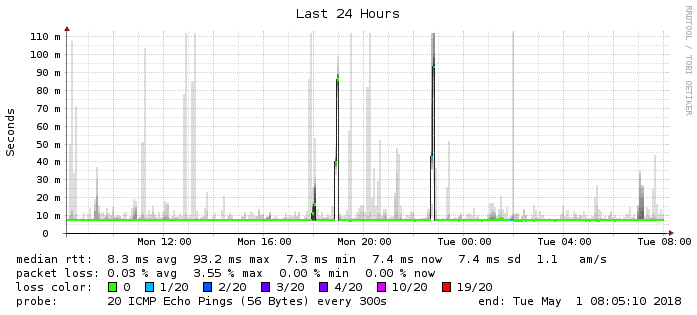 Last 24 Hours
RRDTOOL / TOBI OETIKER
Seconds
110 m
100 m
90 m
80 m
70 m
60 m
50 m
40 m
30 m
20 m
10 m
0
Mon 12:00 Mon 16:00 Mon 20:00 Tue 00:00 Tue 04:00 Tue 08:00
median rtt: 8.3 ms avg 93.2 ms max 7.3 ms min 7.4 ms now 7.4 ms sd 1.1 am/s
packet loss: 0.03 % avg 3.55 % max 0.00 % min 0.00 % now
loss color: 0 1/20 2/20 3/20 4/20 10/20 19/20
probe: 20 ICMP Echo Pings (56 Bytes) every 300s end: Tue May 1 08:05:10 2018